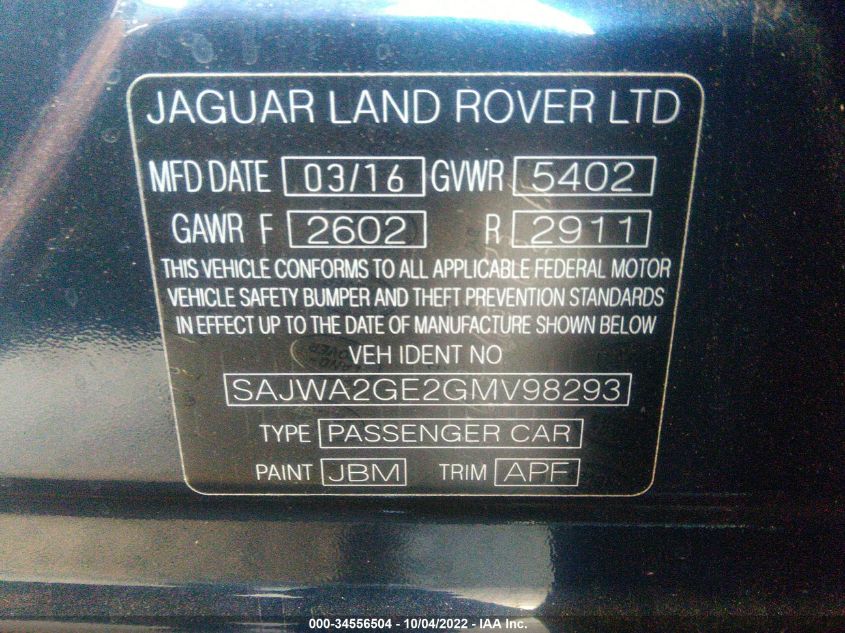 JAGUAR LAND ROVER LTD
MFD DATE 03/16 GVWR 5402
GAWR F 2602 R 2911
THIS VEHICLE CONFORMS TO ALL APPLICABLE FEDERAL MOTOR
VEHICLE SAFETY BUMPER AND THEFT PREVENTION STANDARDS
IN EFFECT UP TO THE DATE OF MANUFACTURE SHOWN BELOW
VEH IDENT NO
SAJWA2GE2GMV98293
TYPE PASSENGER CAR
PAINT JBM TRIM APF
000-34556504 - 10/04/2022 - IAA Inc.